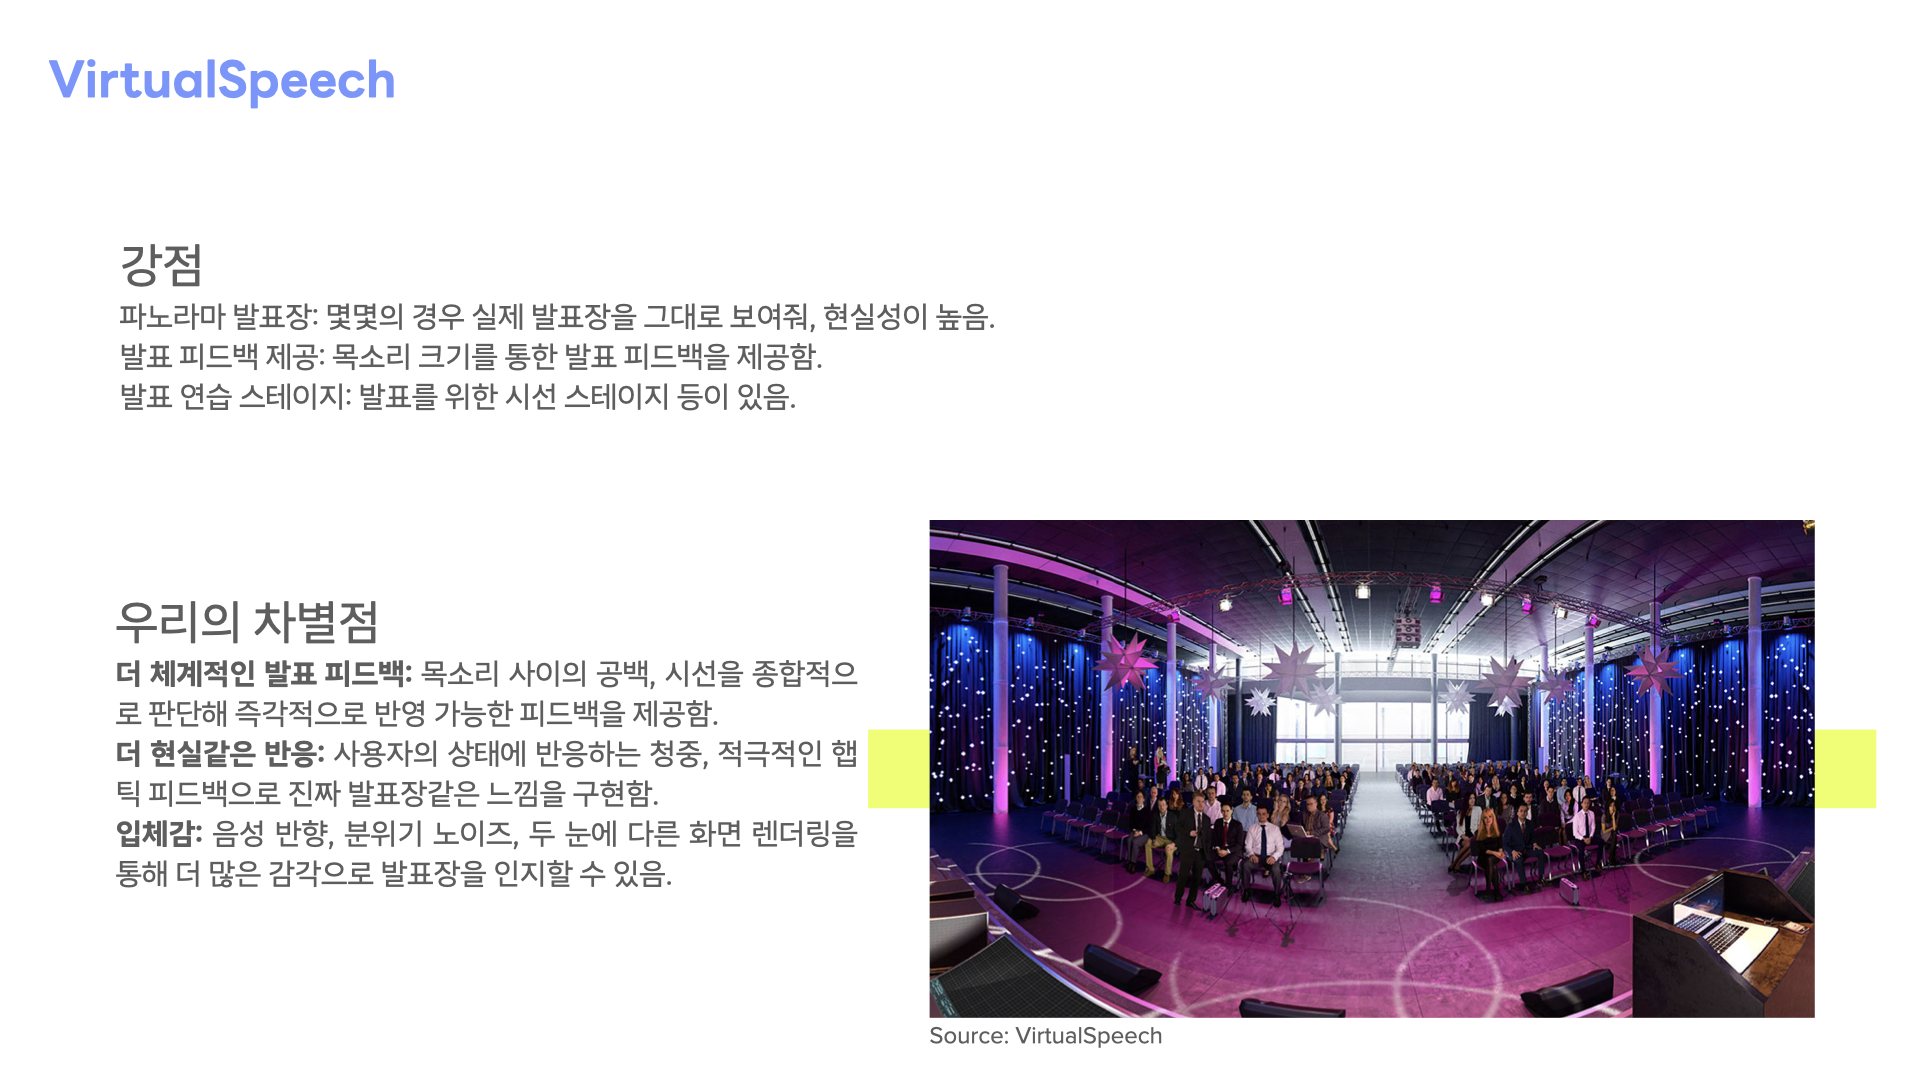 VirtualSpeech
강점
파노라마 발표장: 몇몇의 경우 실제 발표장을 그대로 보여줘, 현실성이 높음.
발표 피드백 제공: 목소리 크기를 통한 발표 피드백을 제공함.
발표 연습 스테이지: 발표를 위한 시선 스테이지 등이 있음.
우리의 차별점
더 체계적인 발표 피드백: 목소리 사이의 공백, 시선을 종합적으
로 판단해 즉각적으로 반영 가능한 피드백을 제공함.
더 현실같은 반응: 사용자의 상태에 반응하는 청중, 적극적인 햅
틱 피드백으로 진짜 발표장같은 느낌을 구현함.
입체감: 음성 반향, 분위기 노이즈, 두 눈에 다른 화면 렌더링을
통해 더 많은 감각으로 발표장을 인지할 수 있음.
Source: VirtualSpeech